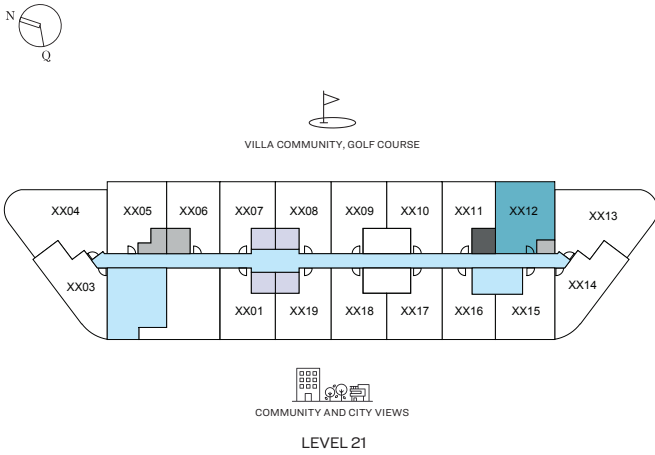 N
Q
VILLA COMMUNITY, GOLF COURSE
XX04 XX05 XX06 XX07 XX08 XX09 XX10 XX11 XX12 XX13
XX03 XX14
XX01 XX19 XX18 XX17 XX16 XX15
COMMUNITY AND CITY VIEWS
LEVEL 21